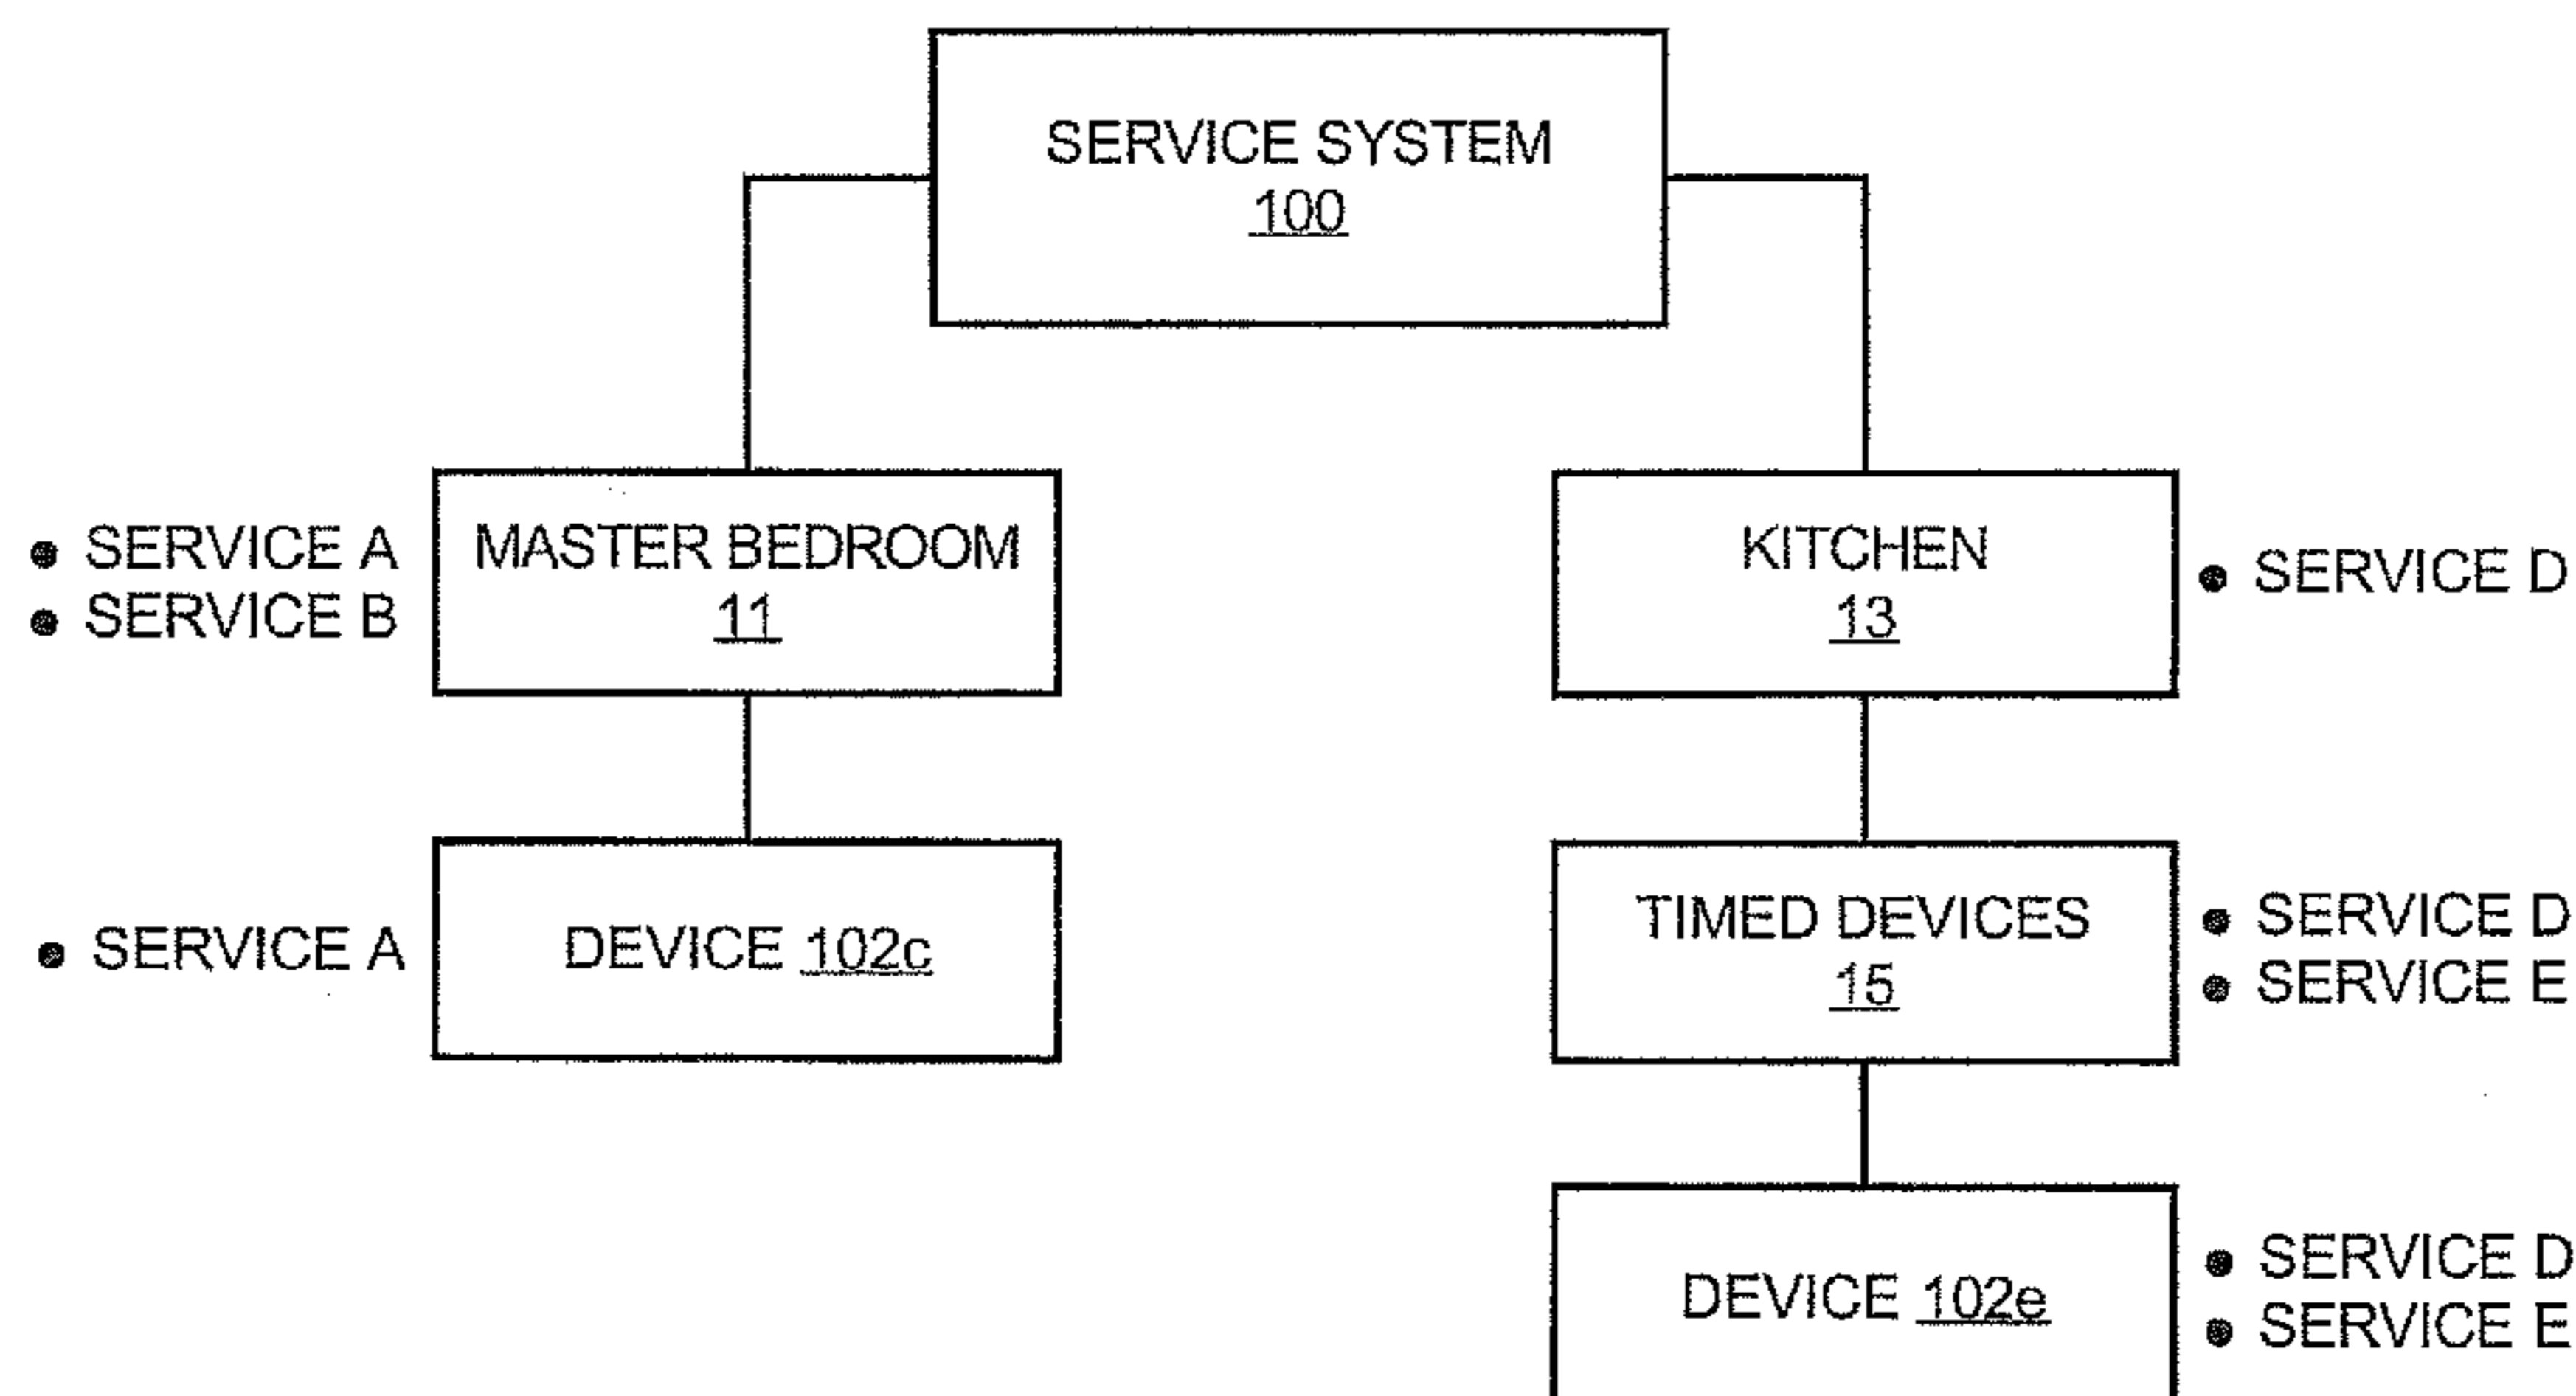 SERVICE SYSTEM
100
• SERVICE A
• SERVICE B
MASTER BEDROOM
11
KITCHEN
13
• SERVICE D
• SERVICE A
DEVICE 102c
TIMED DEVICES
15
• SERVICE D
• SERVICE E
DEVICE 102e
• SERVICE D
• SERVICE E